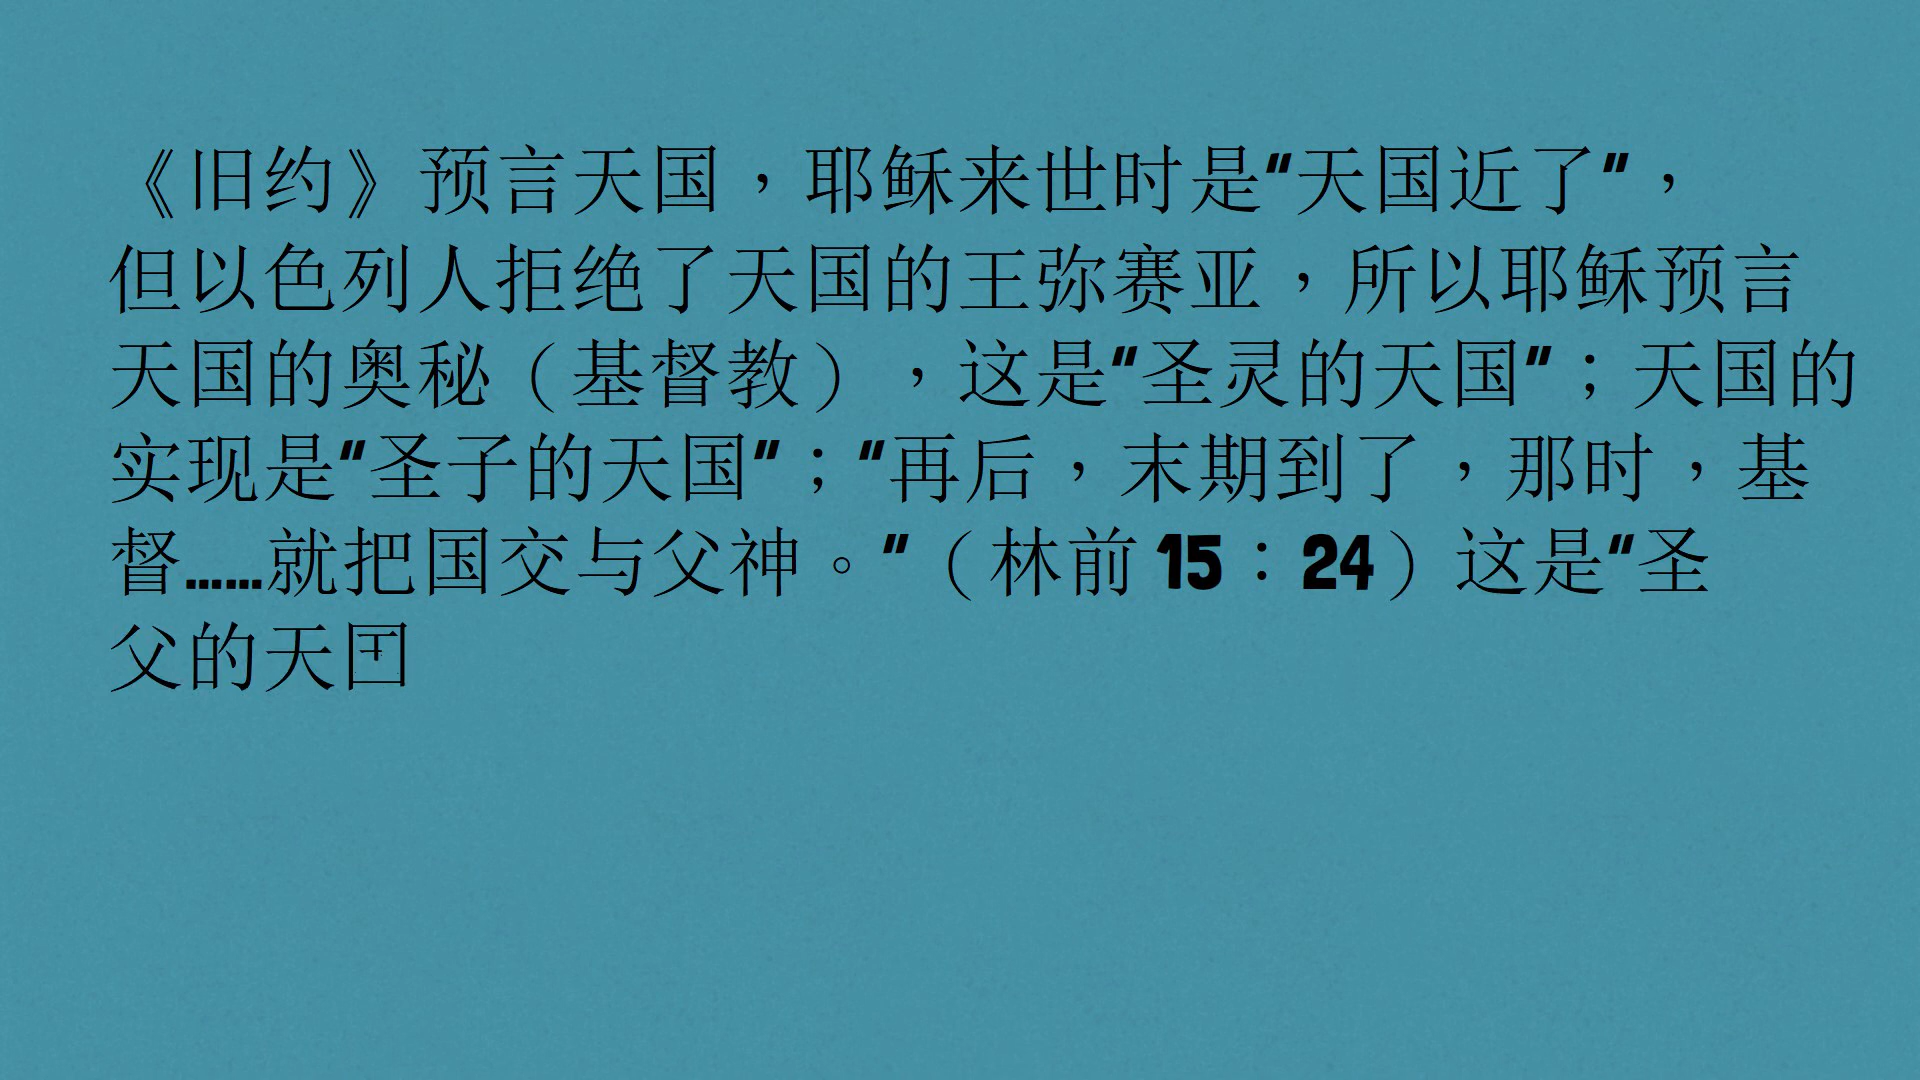 《旧约》预言天国，耶稣来世时是“天国近了”，
但以色列人拒绝了天国的王弥赛亚，所以耶稣预言
天国的奥秘（基督教），这是“圣灵的天国”；天国的
实现是“圣子的天国”；“再后，末期到了，那时，基
督……就把国交与父神。”（林前 15：24）这是“圣
父的天